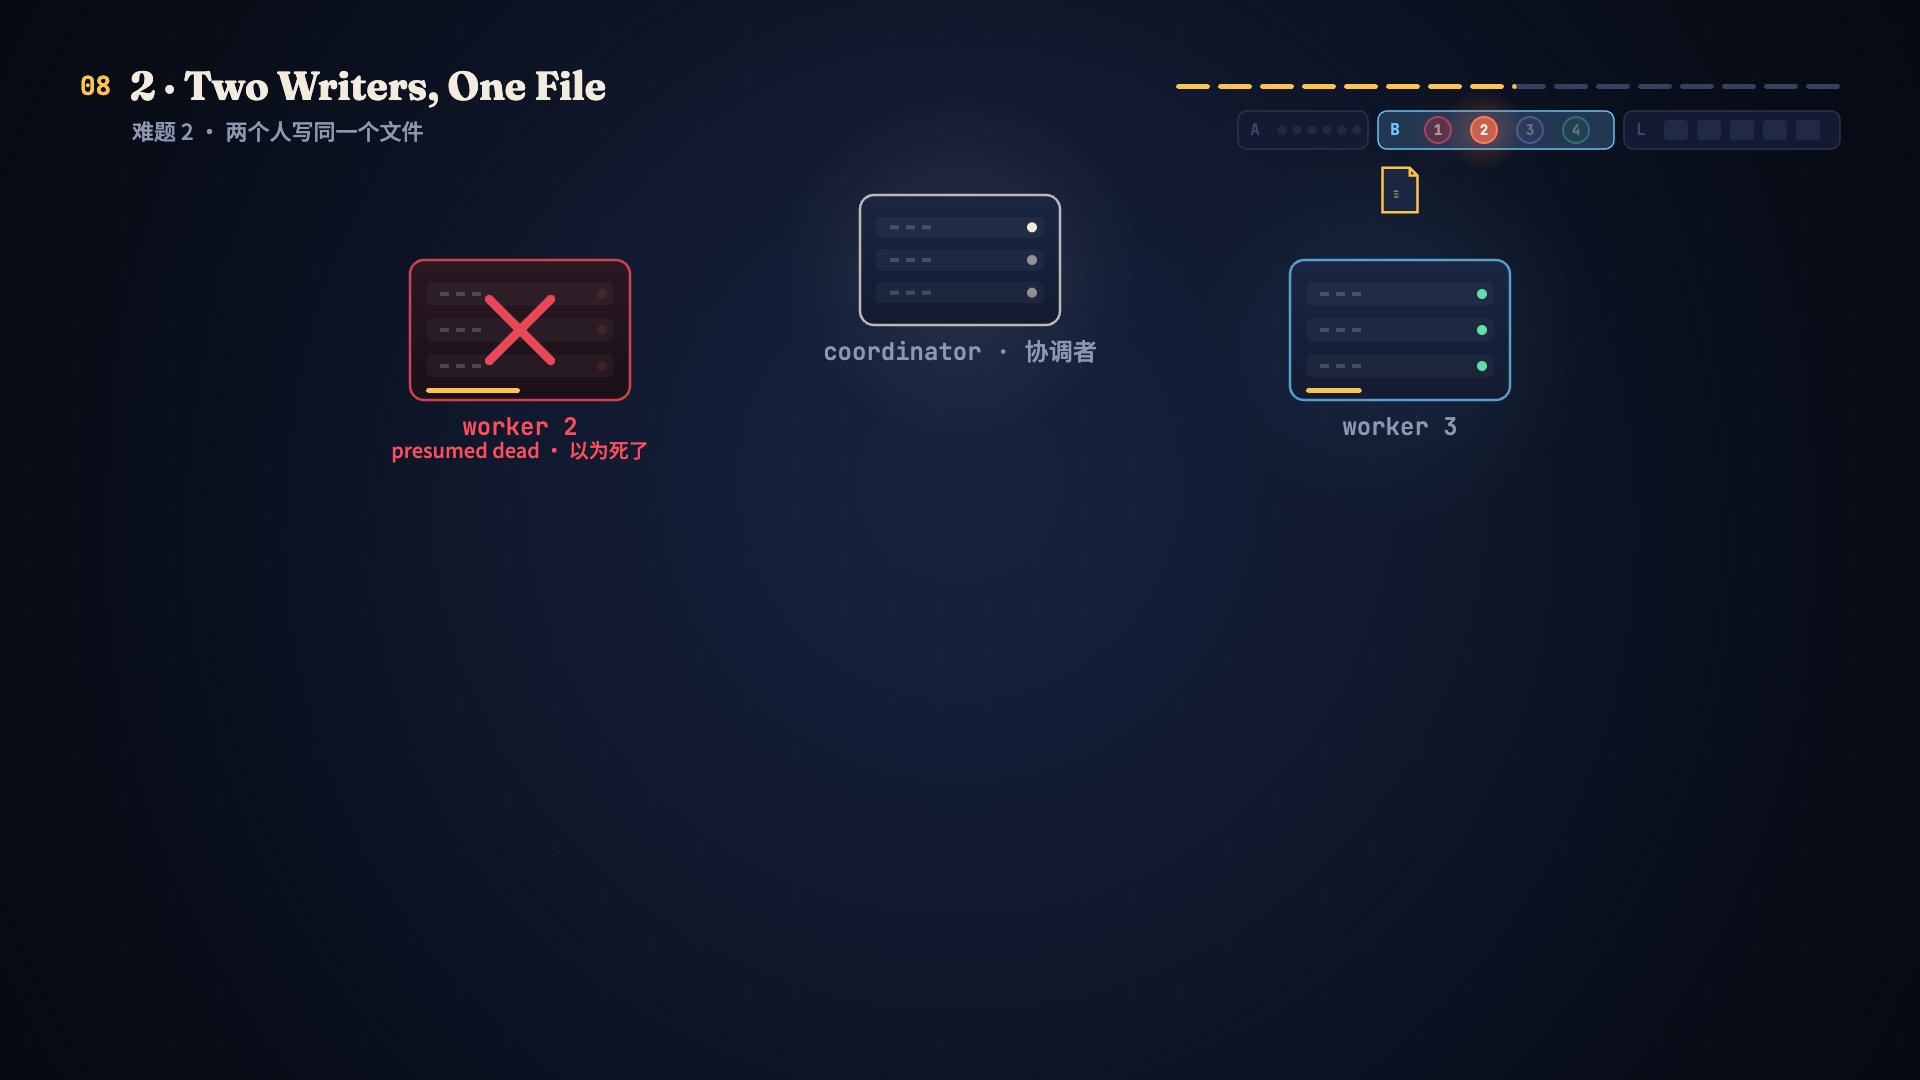 08 2 · Two Writers, One File
难题 2 · 两个人写同一个文件
A B 1 2 3 4 L
coordinator · 协调者
worker 2
presumed dead · 以为死了
worker 3